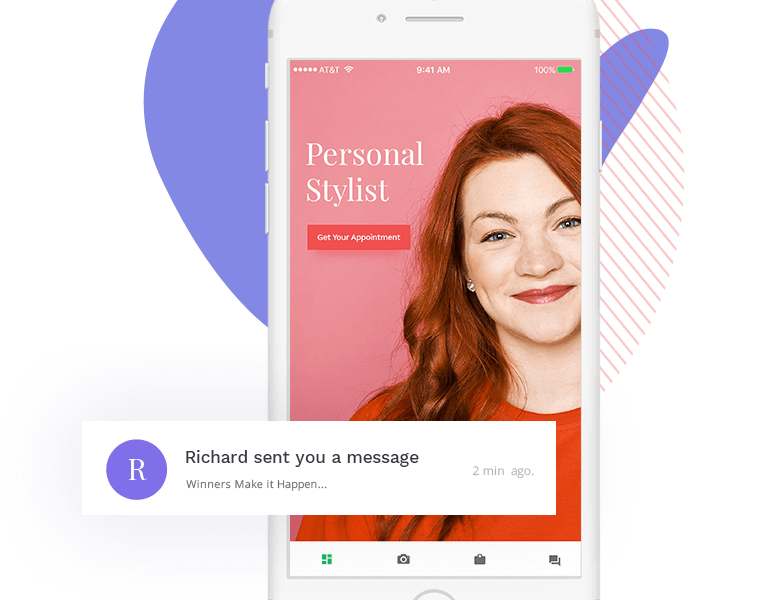 AT&T 9:41 AM 100%
Personal
Stylist
Get Your Appointment
R
Richard sent you a message
Winners Make it Happen...
2 min ago.